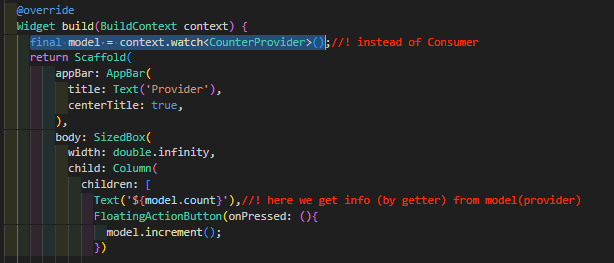 @override
Widget build(BuildContext context) {
final model = context.watch<CounterProvider>();//! instead of Consumer
return Scaffold(
appBar: AppBar(
title: Text('Provider'),
centerTitle: true,
),
body: SizedBox(
width: double.infinity,
child: Column(
children: [
Text('${model.count}'),//! here we get info (by getter) from model(provider)
FloatingActionButton(onPressed: (){
model.increment();
})